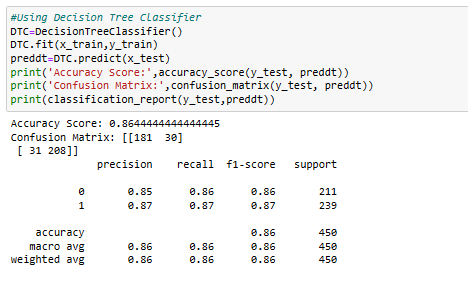 #Using Decision Tree Classifier
DTC=DecisionTreeClassifier()
DTC.fit(x_train,y_train)
preddt=DTC.predict(x_test)
print('Accuracy Score:',accuracy_score(y_test, preddt))
print('Confusion Matrix:',confusion_matrix(y_test, preddt))
print(classification_report(y_test,preddt))
Accuracy Score: 0.8644444444444445
Confusion Matrix: [[181  30]
 [ 31 208]]
              precision    recall  f1-score   support

           0       0.85      0.86      0.86       211
           1       0.87      0.87      0.87       239

    accuracy                           0.86       450
   macro avg       0.86      0.86      0.86       450
weighted avg       0.86      0.86      0.86       450